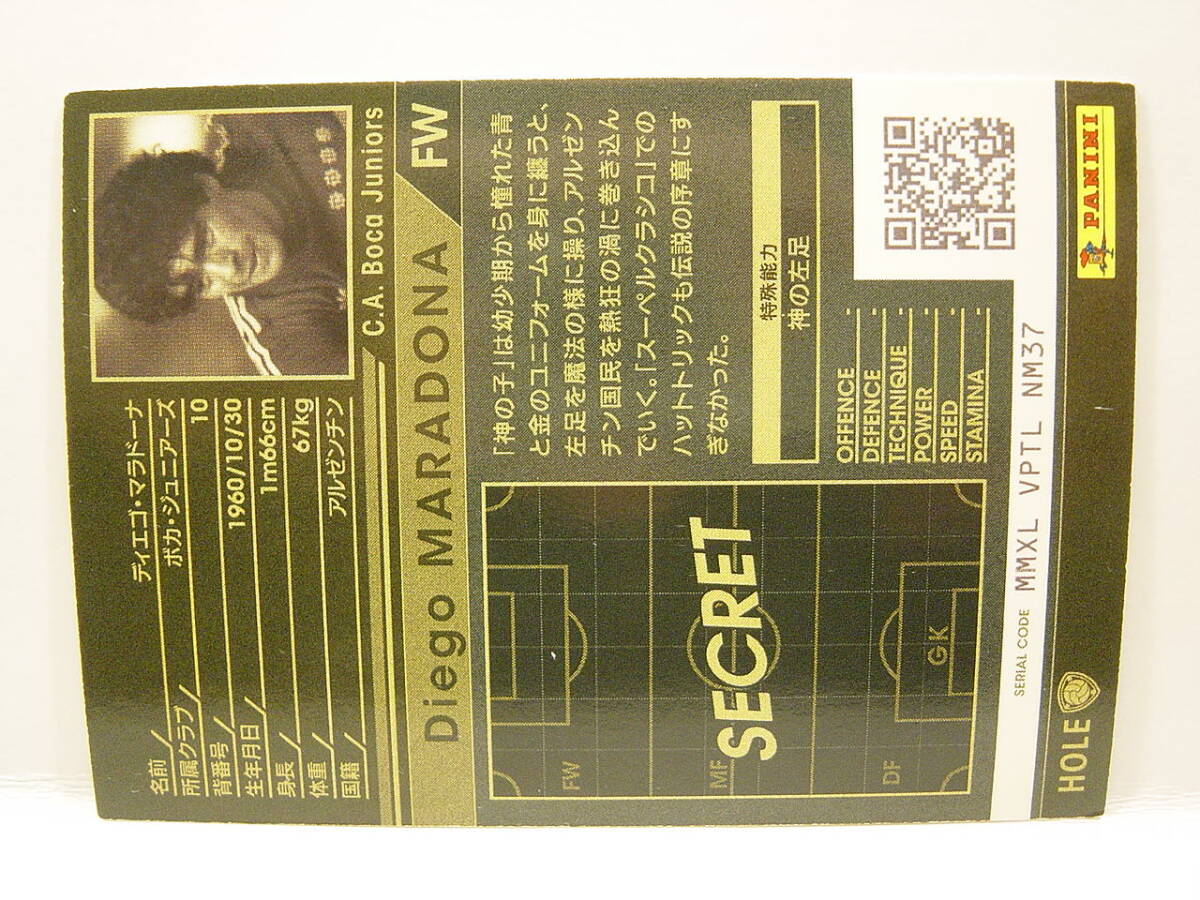 名前/ ディエゴ・マラドーナ
所属クラブ/ ボカ・ジュニアーズ
背番号/ 10
生年月日/ 1960/10/30
身長/ 1m66cm
体重/ 67kg
国籍/ アルゼンチン
C.A. Boca Juniors
Diego MARADONA FW
「神の子」は幼少期から憧れた青
と金のユニフォームを身に纏うと、
左足を魔法の様に操り、アルゼン
チン国民を熱狂の渦に巻き込ん
でいく。「スーペルクラシコ」での
ハットトリックも伝説の序章にす
ぎなかった。
FW
MF
DF
GK
SECRET
特殊能力
神の左足
OFFENCE -
DEFENCE -
TECHNIQUE -
POWER -
SPEED -
STAMINA -
SERIAL CODE MMXL VPTL NM37
HOLE
PANINI